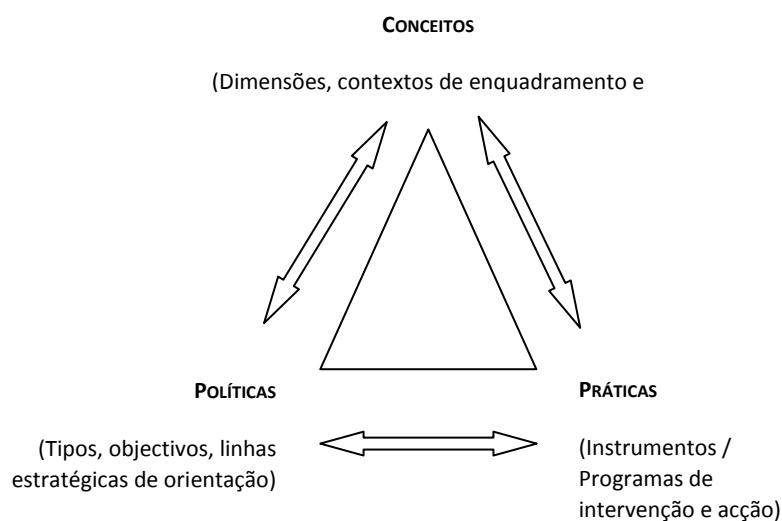 CONCEITOS
(Dimensões, contextos de enquadramento e
POLÍTICAS
(Tipos, objectivos, linhas
estratégicas de orientação)
PRÁTICAS
(Instrumentos /
Programas de
intervenção e acção)